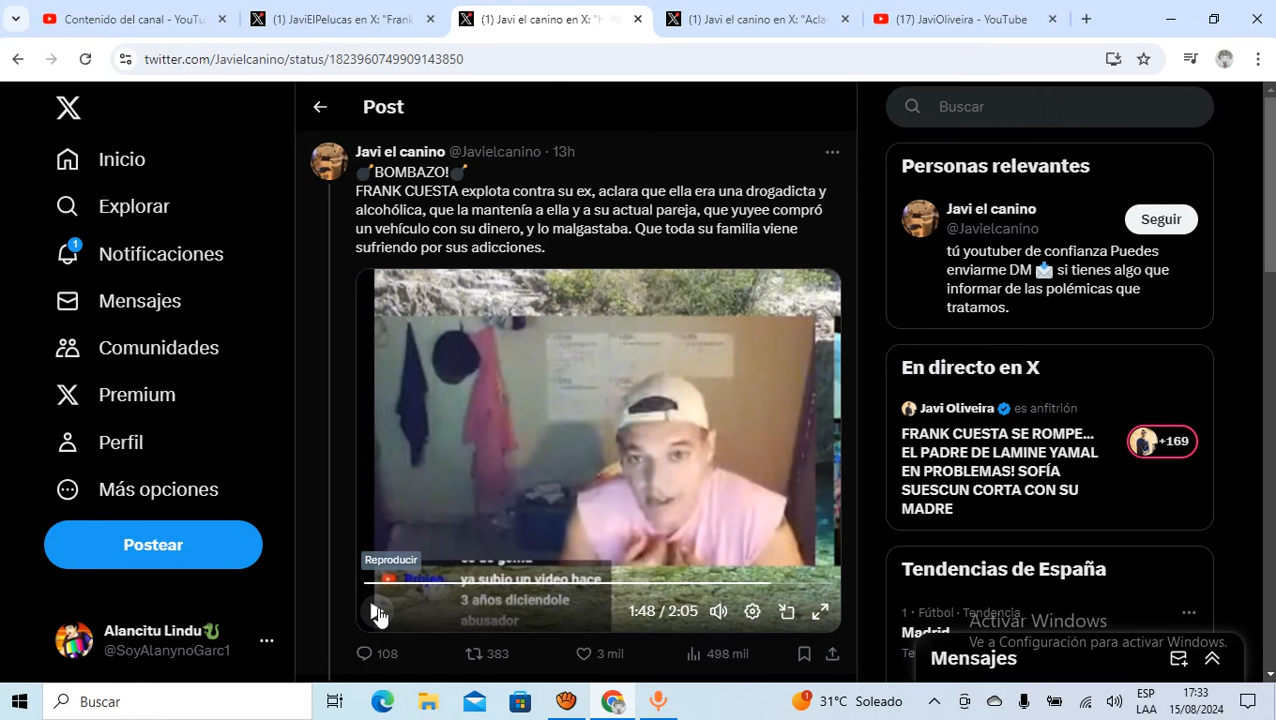 Contenido del canal - YouTu
(1) JaviElPelucas en X: "Frank
(1) Javi el canino en X: "
(1) Javi el canino en X: "Acla
(17) JaviOliveira - YouTube
twitter.com/Javielcanino/status/1823960749909143850
Inicio
Explorar
1
Notificaciones
Mensajes
Comunidades
Premium
Perfil
Más opciones
Postear
Alancitu Lindu🐍
@SoyAlanynoGarc1
Post
Javi el canino @Javielcanino · 13h
💣BOMBAZO!💣
FRANK CUESTA explota contra su ex, aclara que ella era una drogadicta y
alcohólica, que la mantenía a ella y a su actual pareja, que yuyee compró
un vehículo con su dinero, y lo malgastaba. Que toda su familia viene
sufriendo por sus adicciones.
Reproducir
ya subio un video hace
3 años diciendole
abusador
1:48 / 2:05
108
383
3 mil
498 mil
Buscar
Personas relevantes
Javi el canino
@Javielcanino
Seguir
tú youtuber de confianza Puedes
enviarme DM 📩 si tienes algo que
informar de las polémicas que
tratamos.
En directo en X
Javi Oliveira es anfitrión
FRANK CUESTA SE ROMPE...
EL PADRE DE LAMINE YAMAL
EN PROBLEMAS! SOFÍA
SUESCUN CORTA CON SU
MADRE
+169
Tendencias de España
1 · Fútbol · Tendencia
Madrid
Activar Windows
Ve a Configuración para activar Windows.
Mensajes
Buscar
1
31°C Soleado
ESP
LAA
17:33
15/08/2024